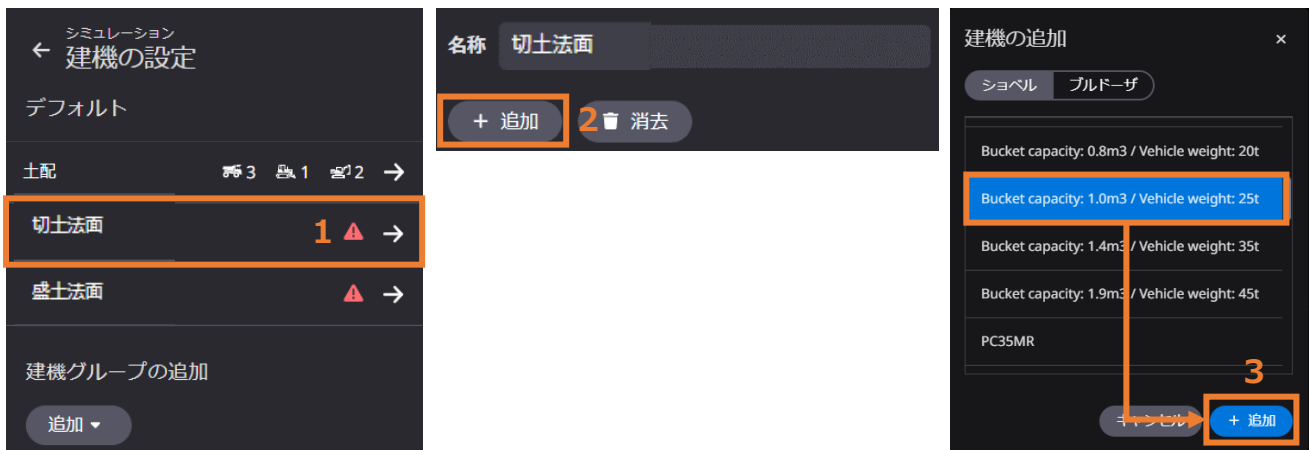 シミュレーション
← 建機の設定
デフォルト
土配 3 1 2 →
切土法面 1 →
盛土法面 →
建機グループの追加
追加
名称 切土法面
+ 追加 2 消去
建機の追加 ×
ショベル ブルドーザ
Bucket capacity: 0.8m3 / Vehicle weight: 20t
Bucket capacity: 1.0m3 / Vehicle weight: 25t
Bucket capacity: 1.4m3 / Vehicle weight: 35t
Bucket capacity: 1.9m3 / Vehicle weight: 45t
PC35MR
3
キャンセル + 追加